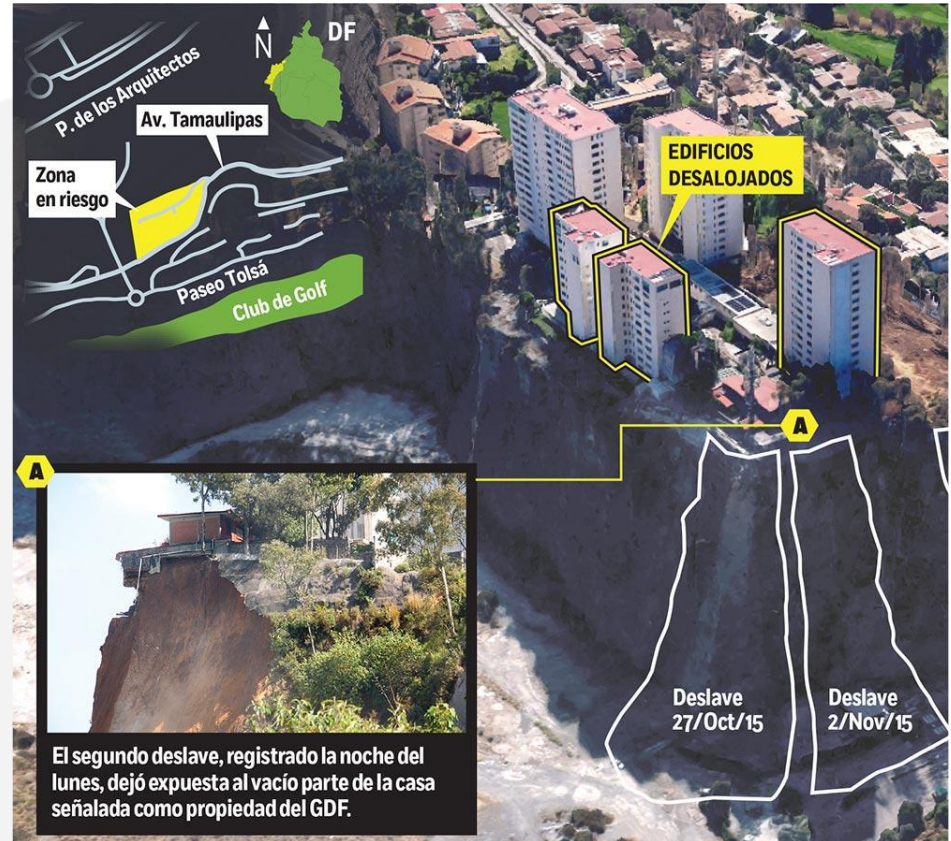 N
DF
P. de los Arquitectos
Av. Tamaulipas
Zona
en riesgo
Paseo Tolsá
Club de Golf
EDIFICIOS
DESALOJADOS
A
A
El segundo deslave, registrado la noche del
lunes, dejó expuesta al vacío parte de la casa
señalada como propiedad del GDF.
Deslave
27/Oct/15
Deslave
2/Nov/15